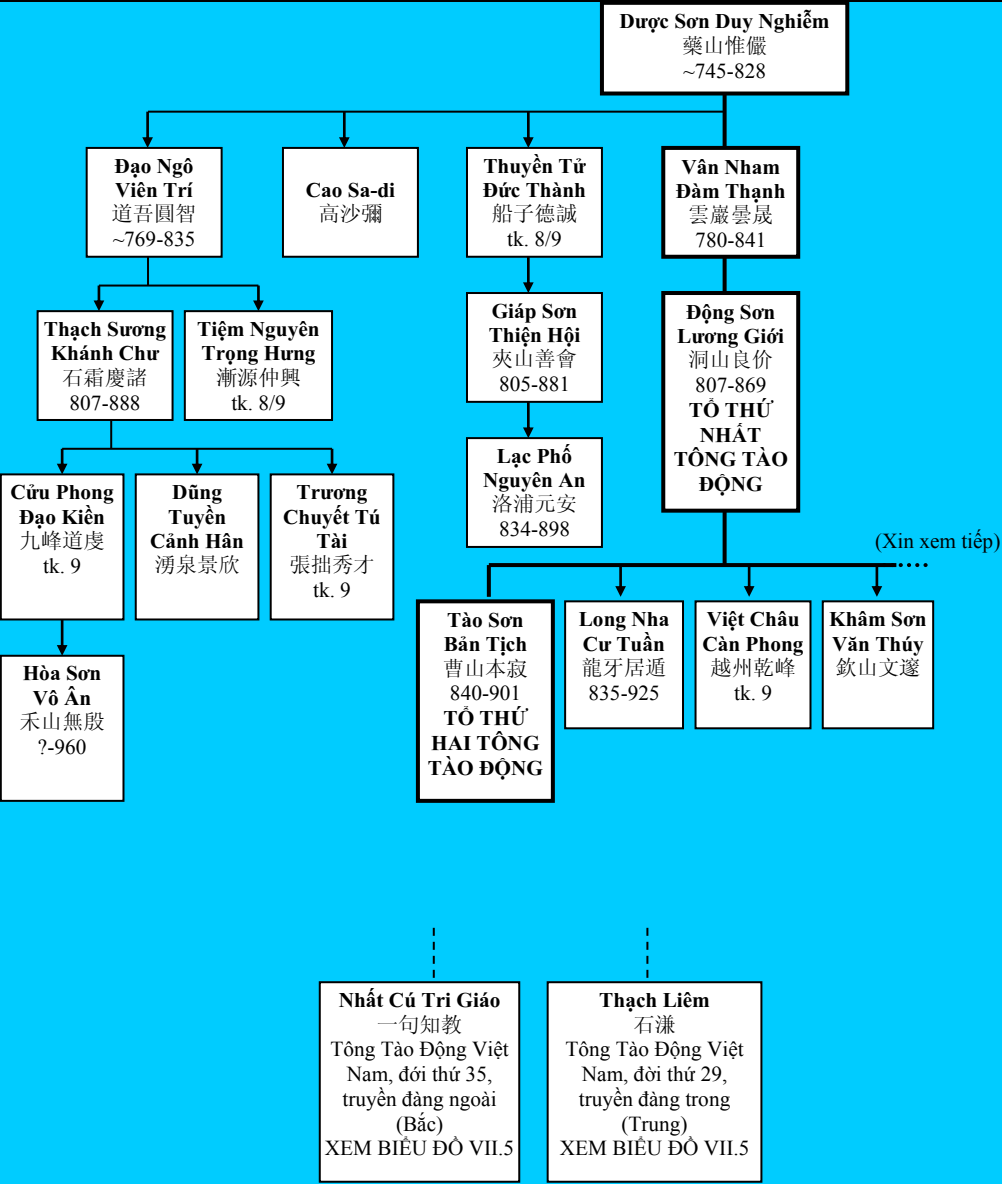 Dược Sơn Duy Nghiễm
藥山惟儼
~745-828
Đạo Ngô
Viên Trí
道吾圓智
~769-835
Cao Sa-di
高沙彌
Thuyền Tử
Đức Thành
船子德誠
tk. 8/9
Vân Nham
Đàm Thạnh
雲巖曇晟
780-841
Thạch Sương
Khánh Chư
石霜慶諸
807-888
Tiệm Nguyên
Trọng Hưng
漸源仲興
tk. 8/9
Giáp Sơn
Thiện Hội
夾山善會
805-881
Động Sơn
Lương Giới
洞山良价
807-869
TỔ THỨ
NHẤT
TÔNG TÀO
ĐỘNG
Lạc Phố
Nguyên An
洛浦元安
834-898
Cửu Phong
Đạo Kiền
九峰道虔
tk. 9
Dũng
Tuyền
Cảnh Hân
湧泉景欣
Trương
Chuyết Tú
Tài
張拙秀才
tk. 9
(Xin xem tiếp)
Tào Sơn
Bản Tịch
曹山本寂
840-901
TỔ THỨ
HAI TÔNG
TÀO ĐỘNG
Long Nha
Cư Tuần
龍牙居遁
835-925
Việt Châu
Càn Phong
越州乾峰
tk. 9
Khâm Sơn
Văn Thúy
欽山文邃
Hòa Sơn
Vô Ân
禾山無殷
?-960
Nhất Cú Tri Giáo
一句知教
Tông Tào Động Việt
Nam, đới thứ 35,
truyền đàng ngoài
(Bắc)
XEM BIỂU ĐỒ VII.5
Thạch Liêm
石溓
Tông Tào Động Việt
Nam, đời thứ 29,
truyền đàng trong
(Trung)
XEM BIỂU ĐỒ VII.5